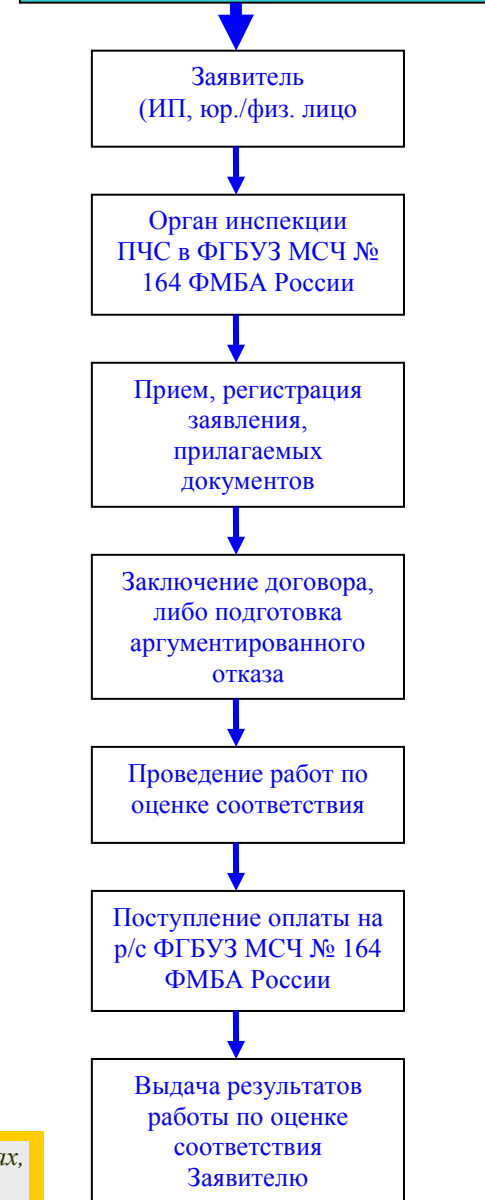 Заявитель
(ИП, юр./физ. лицо
Орган инспекции
ПЧС в ФГБУЗ МСЧ №
164 ФМБА России
Прием, регистрация
заявления,
прилагаемых
документов
Заключение договора,
либо подготовка
аргументированного
отказа
Проведение работ по
оценке соответствия
Поступление оплаты на
р/с ФГБУЗ МСЧ № 164
ФМБА России
Выдача результатов
работы по оценке
соответствия
Заявителю